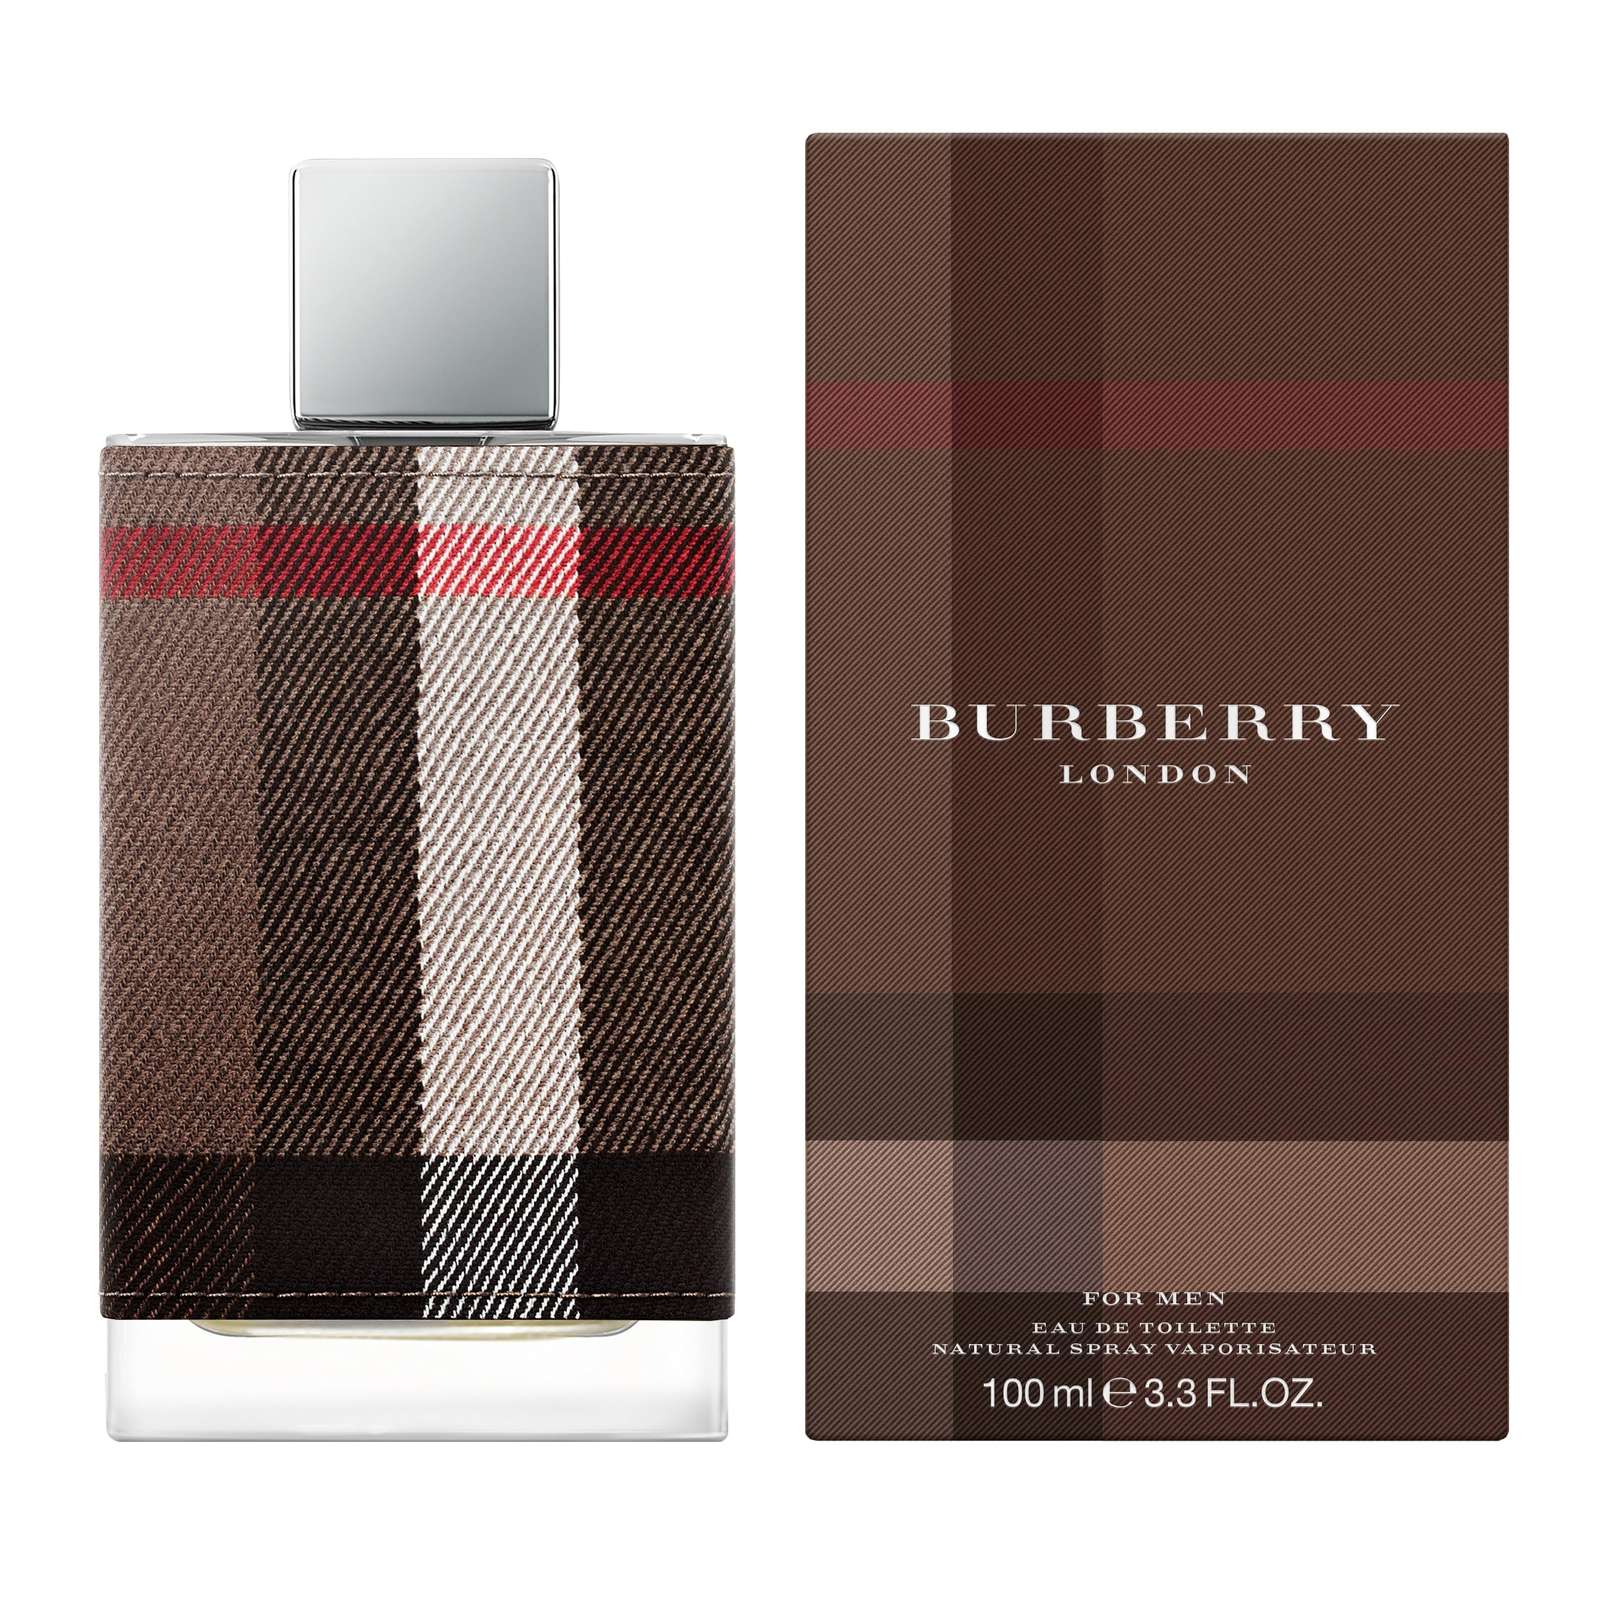 BURBERRY
LONDON
FOR MEN
EAU DE TOILETTE
NATURAL SPRAY VAPORISATEUR
100 ml ℮ 3.3 FL.OZ.